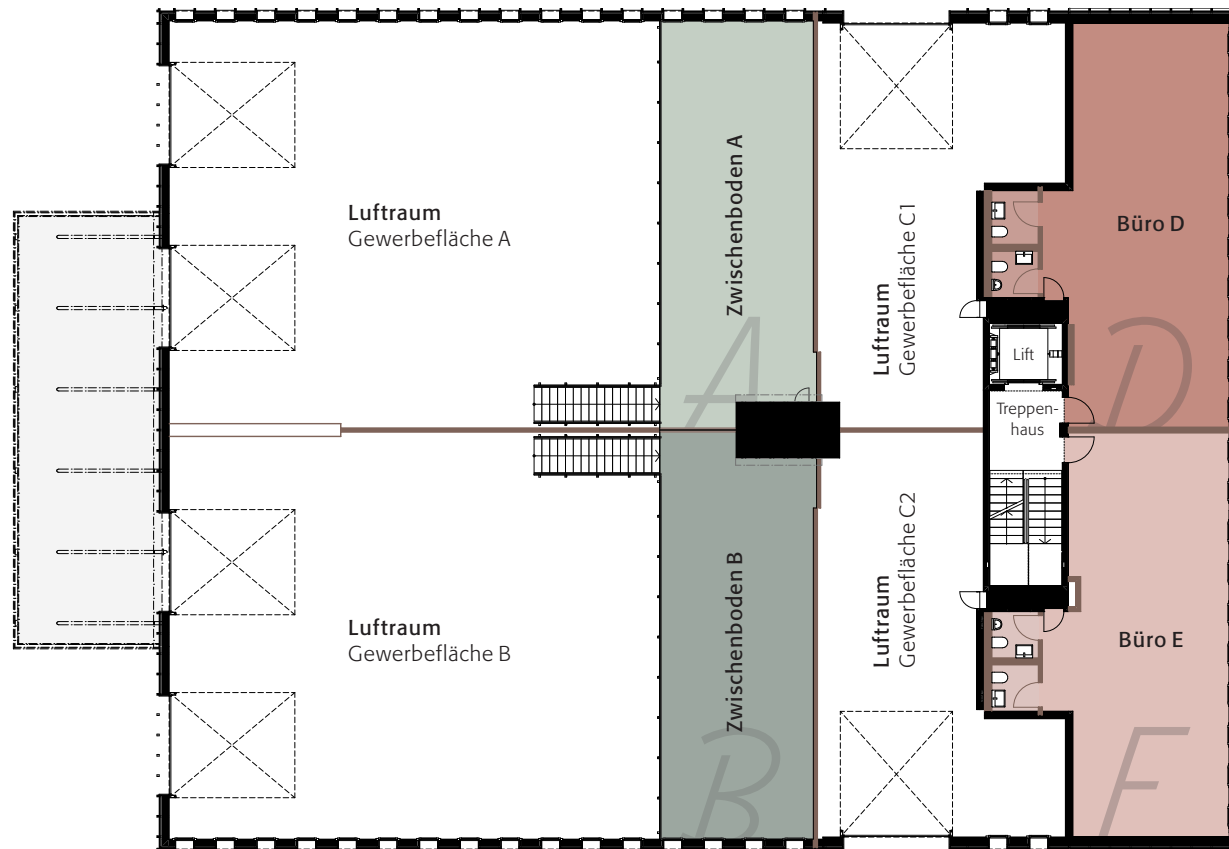 Luftraum
Gewerbefläche A
Zwischenboden A
Luftraum
Gewerbefläche C1
Büro D
A
D
Lift
Treppen-
haus
Luftraum
Gewerbefläche B
Zwischenboden B
Luftraum
Gewerbefläche C2
Büro E
B
F